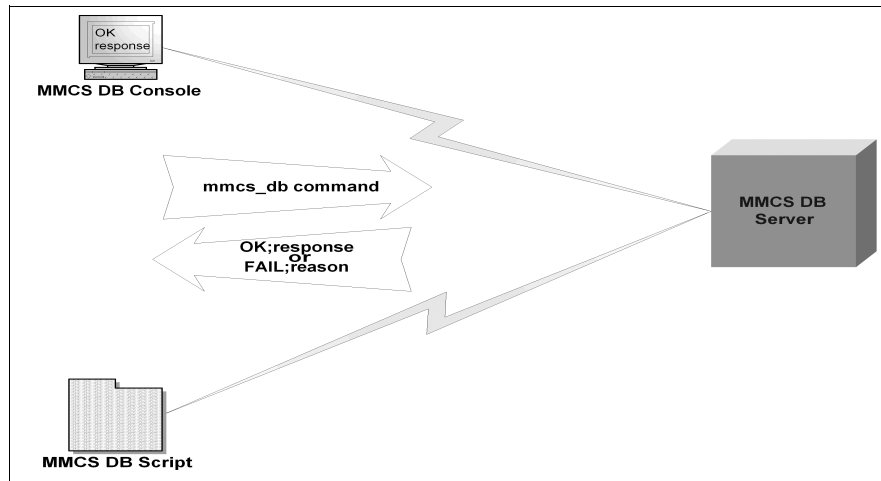 OK
response
MMCS DB Console
mmcs_db command
MMCS DB
Server
OK;response
or
FAIL;reason
MMCS DB Script